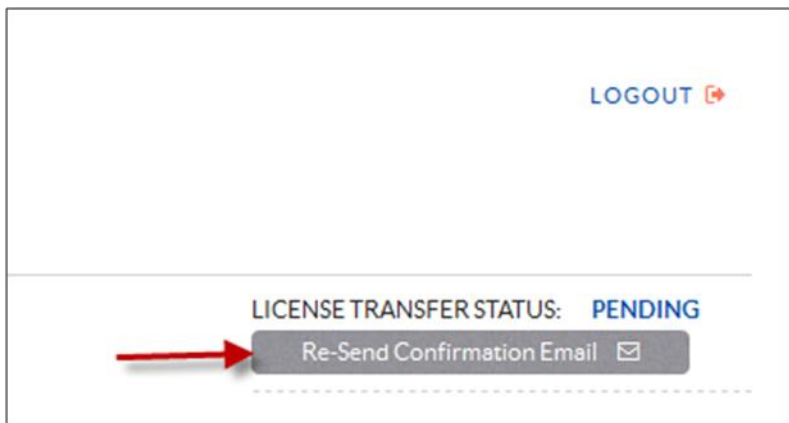 LOGOUT
LICENSE TRANSFER STATUS: PENDING
Re-Send Confirmation Email